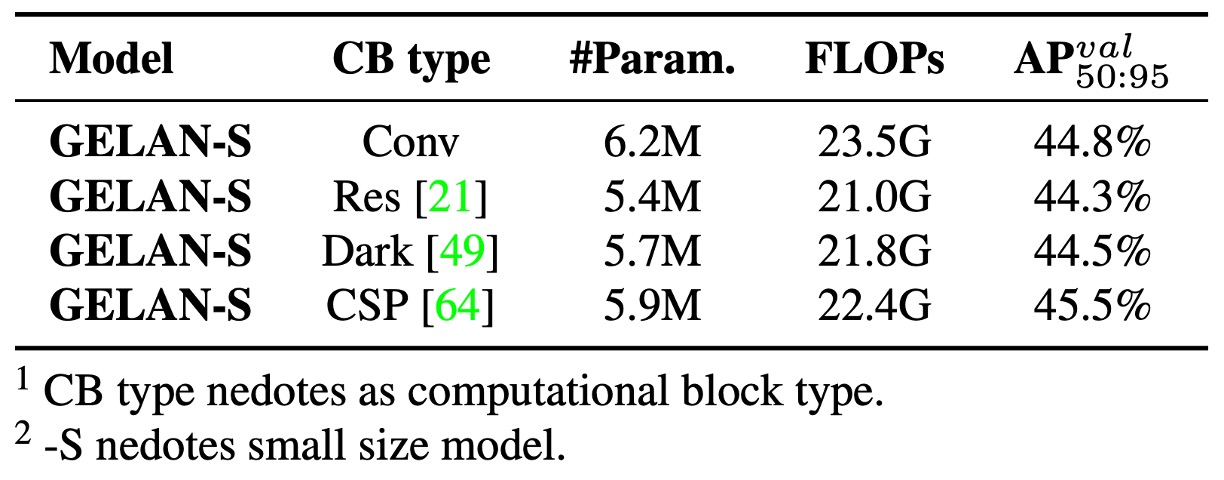 Model CB type #Param. FLOPs AP val 50:95
GELAN-S Conv 6.2M 23.5G 44.8%
GELAN-S Res [21] 5.4M 21.0G 44.3%
GELAN-S Dark [49] 5.7M 21.8G 44.5%
GELAN-S CSP [64] 5.9M 22.4G 45.5%
1 CB type nedotes as computational block type.
2 -S nedotes small size model.